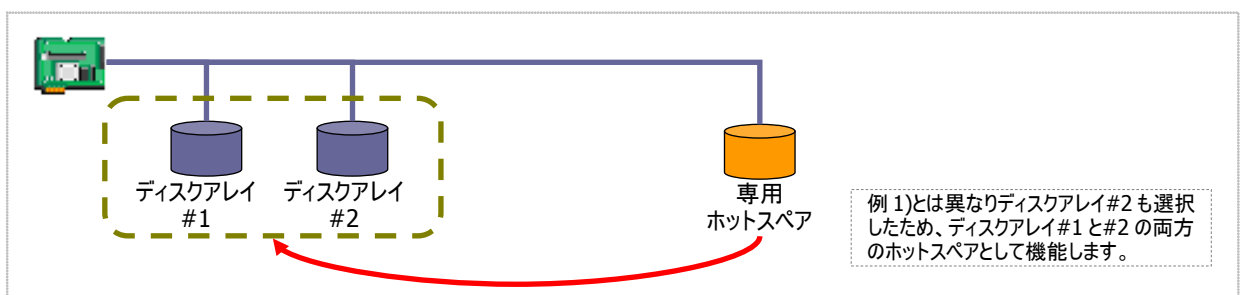 ディスクアレイ
#1
ディスクアレイ
#2
専用
ホットスペア
例 1)とは異なりディスクアレイ#2 も選択
したため、ディスクアレイ#1 と#2 の両方
のホットスペアとして機能します。